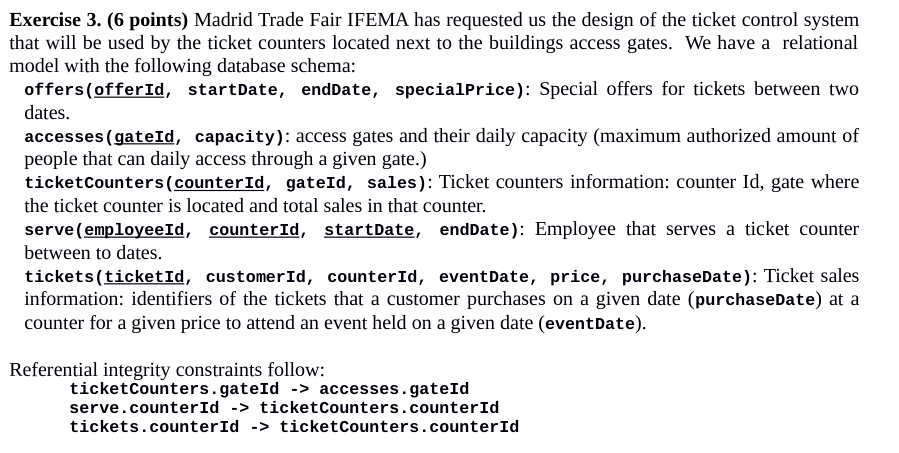 Exercise 3. (6 points) Madrid Trade Fair IFEMA has requested us the design of the ticket control system
that will be used by the ticket counters located next to the buildings access gates. We have a relational
model with the following database schema:
offers(offerId, startDate, endDate, specialPrice): Special offers for tickets between two
dates.
accesses(gateId, capacity): access gates and their daily capacity (maximum authorized amount of
people that can daily access through a given gate.)
ticketCounters(counterId, gateId, sales): Ticket counters information: counter Id, gate where
the ticket counter is located and total sales in that counter.
serve(employeeId, counterId, startDate, endDate): Employee that serves a ticket counter
between to dates.
tickets(ticketId, customerId, counterId, eventDate, price, purchaseDate): Ticket sales
information: identifiers of the tickets that a customer purchases on a given date (purchaseDate) at a
counter for a given price to attend an event held on a given date (eventDate).
Referential integrity constraints follow:
ticketCounters.gateId -> accesses.gateId
serve.counterId -> ticketCounters.counterId
tickets.counterId -> ticketCounters.counterId